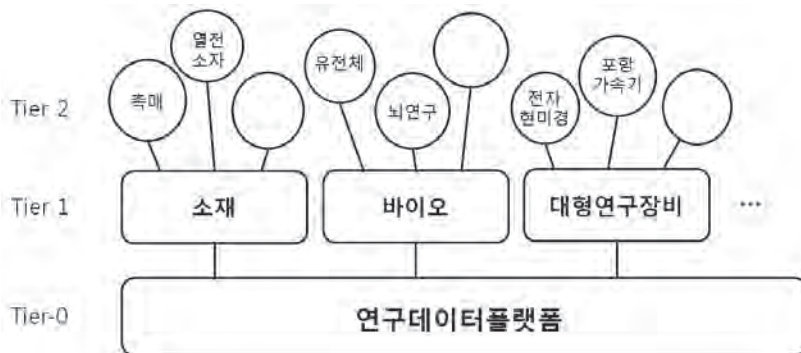 Tier 2
촉매
열전
소자
유전체
뇌연구
전자
현미경
포항
가속기
Tier 1
소재
바이오
대형연구장비
...
Tier-0
연구데이터플랫폼